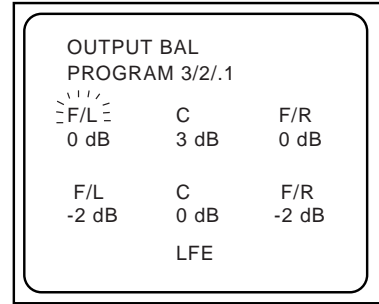 OUTPUT BAL
PROGRAM 3/2/.1
F/L C F/R
0 dB 3 dB 0 dB
F/L C F/R
-2 dB 0 dB -2 dB
LFE